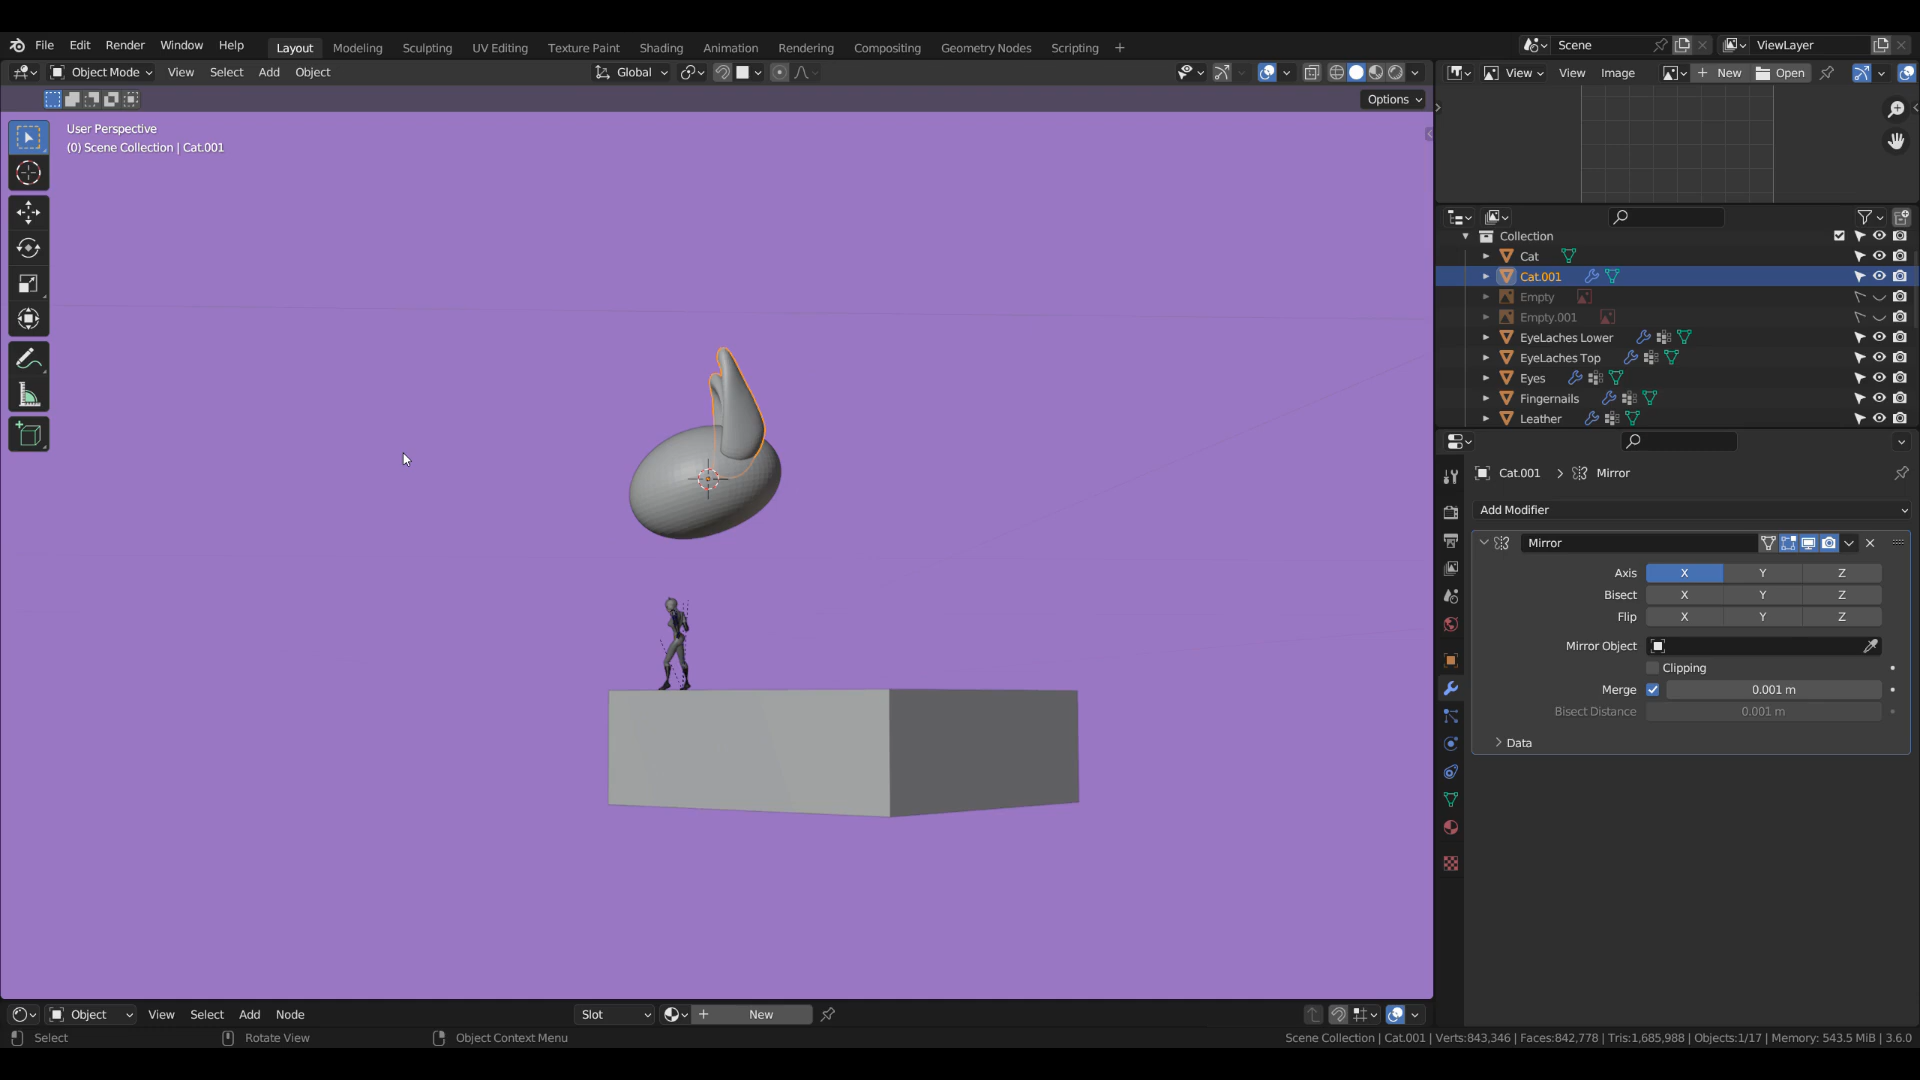 File Edit Render Window Help Layout Modeling Sculpting UV Editing Texture Paint Shading Animation Rendering Compositing Geometry Nodes Scripting + Scene ViewLayer
Object Mode View Select Add Object Global View View Image New Open
Options
User Perspective
(0) Scene Collection | Cat.001
Collection
Cat
Cat.001
Empty
Empty.001
EyeLaches Lower
EyeLaches Top
Eyes
Fingernails
Leather
Cat.001 > Mirror
Add Modifier
Mirror
Axis X Y Z
Bisect X Y Z
Flip X Y Z
Mirror Object
Clipping
Merge 0.001 m
Bisect Distance 0.001 m
Data
Object View Select Add Node Slot New
Select Rotate View Object Context Menu Scene Collection | Cat.001 | Verts:843,346 | Faces:842,778 | Tris:1,685,988 | Objects:1/17 | Memory: 543.5 MiB | 3.6.0